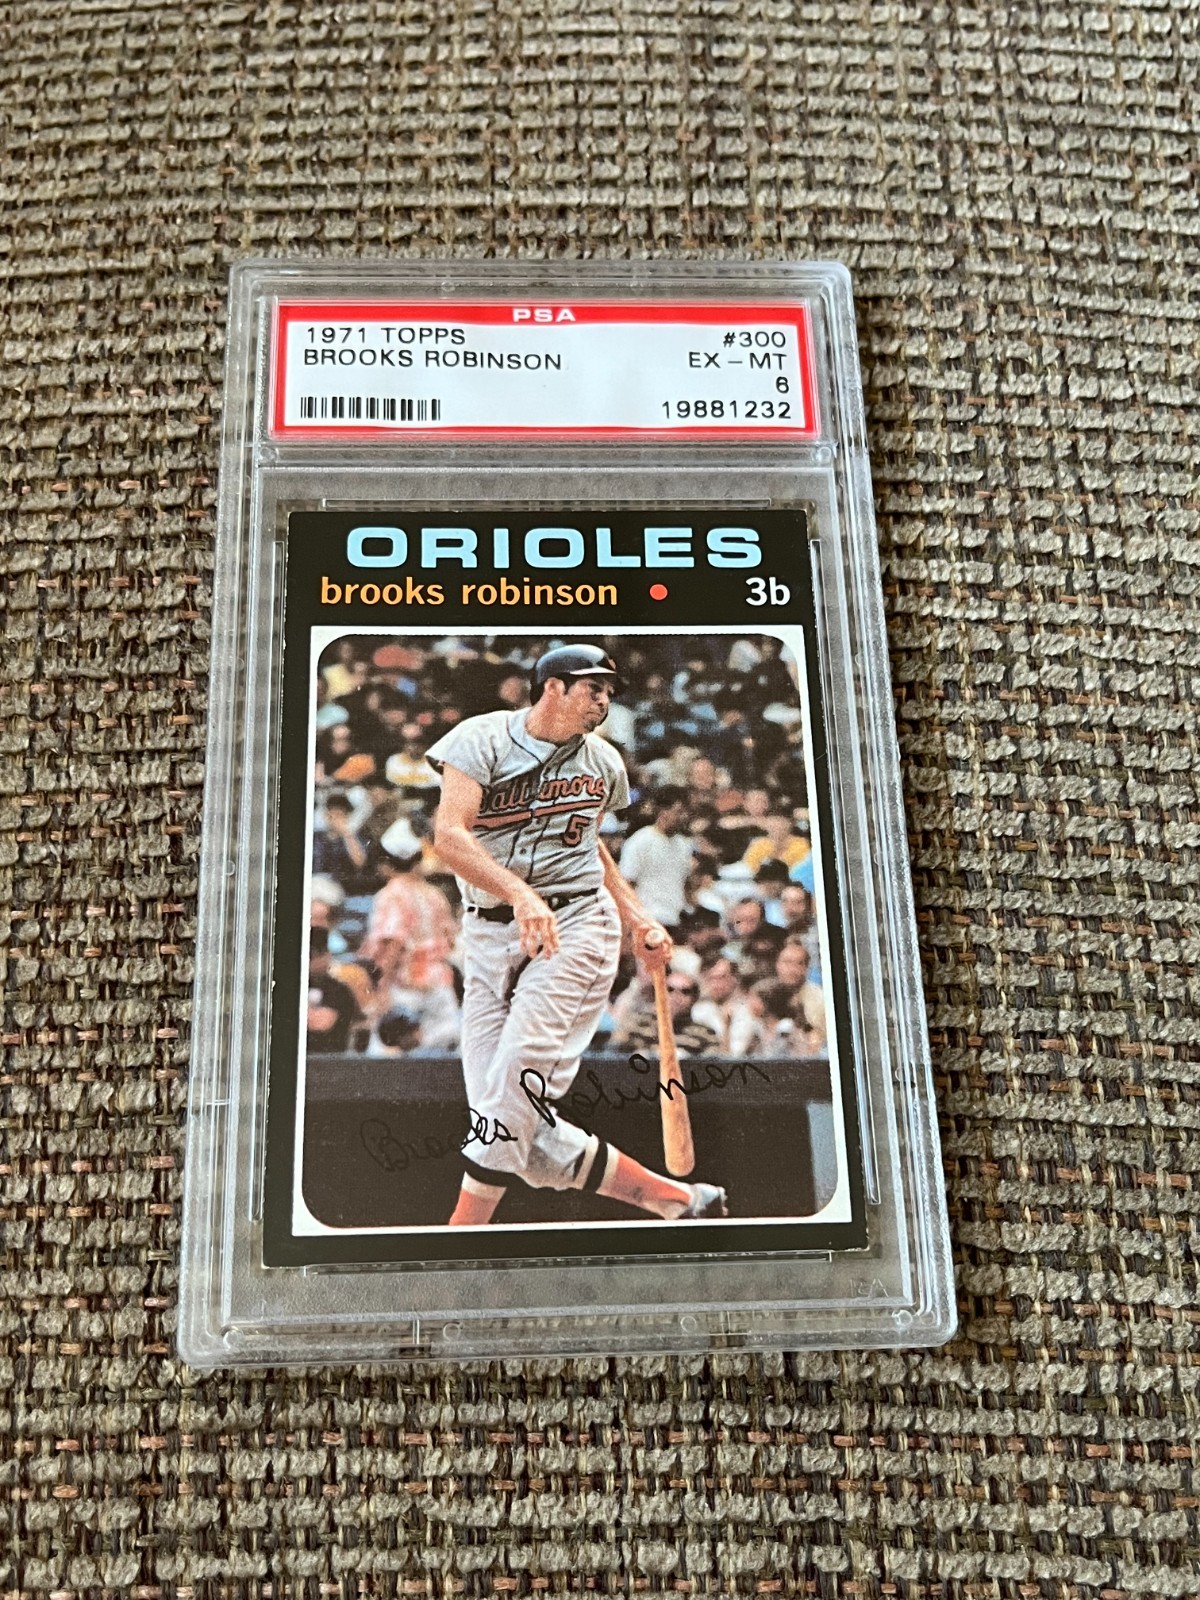 PSA
1971 TOPPS #300
BROOKS ROBINSON EX-MT
6
19881232
ORIOLES
brooks robinson • 3b
Baltimore
5
Brooks Robinson